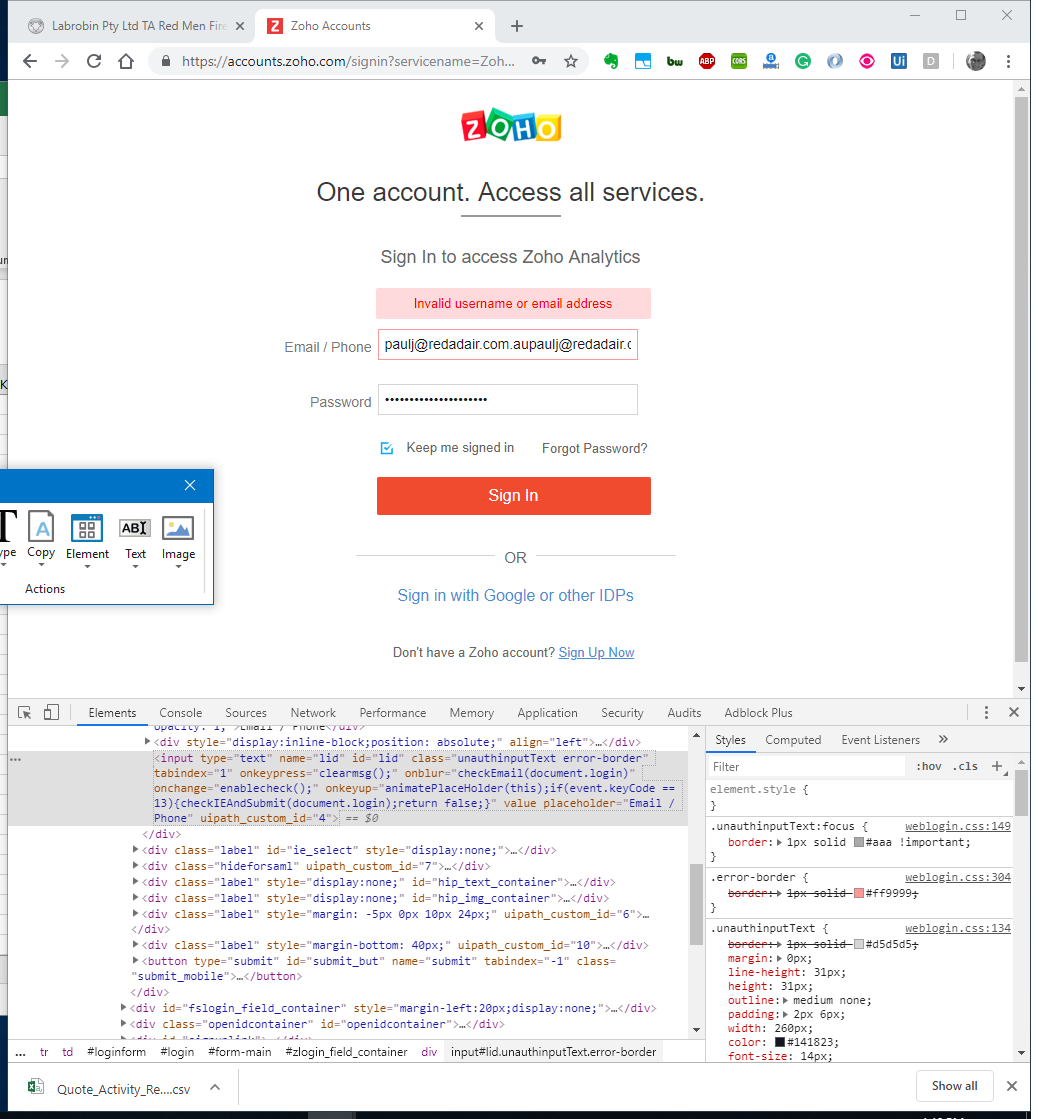 Labrobin Pty Ltd TA Red Men Fire
Zoho Accounts
https://accounts.zoho.com/signin?servicename=Zoh...
bw ABP CORS Ui D
ZOHO
One account. Access all services.
Sign In to access Zoho Analytics
Invalid username or email address
Email / Phone paulj@redadair.com.aupaulj@redadair.c
Password •••••••••••••••••••••
Keep me signed in Forgot Password?
Sign In
OR
Sign in with Google or other IDPs
Don't have a Zoho account? Sign Up Now
Copy Element Text Image
Actions
Elements Console Sources Network Performance Memory Application Security Audits Adblock Plus
opacity: 1; >Email / Phone</div>
<div style="display:inline-block;position: absolute;" align="left">…</div>
<input type="text" name="lid" id="lid" class="unauthinputText error-border"
tabindex="1" onkeypress="clearmsg();" onblur="checkEmail(document.login)"
onchange="enablecheck();" onkeyup="animatePlaceHolder(this);if(event.keyCode ==
13){checkIEAndSubmit(document.login);return false;}" value placeholder="Email /
Phone" uipath_custom_id="4"> == $0
</div>
<div class="label" id="ie_select" style="display:none;">…</div>
<div class="hideforsaml" uipath_custom_id="7">…</div>
<div class="label" style="display:none;" id="hip_text_container">…</div>
<div class="label" style="display:none;" id="hip_img_container">…</div>
<div class="label" style="margin: -5px 0px 10px 24px;" uipath_custom_id="6">…
</div>
<div class="label" style="margin-bottom: 40px;" uipath_custom_id="10">…</div>
<button type="submit" id="submit_but" name="submit" tabindex="-1" class=
"submit_mobile">…</button>
</div>
<div id="fslogin_field_container" style="margin-left:20px;display:none;">…</div>
<div class="openidcontainer" id="openidcontainer">…</div>
... tr td #loginform #login #form-main #zlogin_field_container div input#lid.unauthinputText.error-border
Styles Computed Event Listeners »
Filter :hov .cls +
element.style {
}
.unauthinputText:focus { weblogin.css:149
border: 1px solid #aaa !important;
}
.error-border { weblogin.css:304
border: 1px solid #ff9999;
}
.unauthinputText { weblogin.css:134
border: 1px solid #d5d5d5;
margin: 0px;
line-height: 31px;
height: 31px;
outline: medium none;
padding: 2px 6px;
width: 260px;
color: #141823;
font-size: 14px;
Quote_Activity_Re....csv
Show all